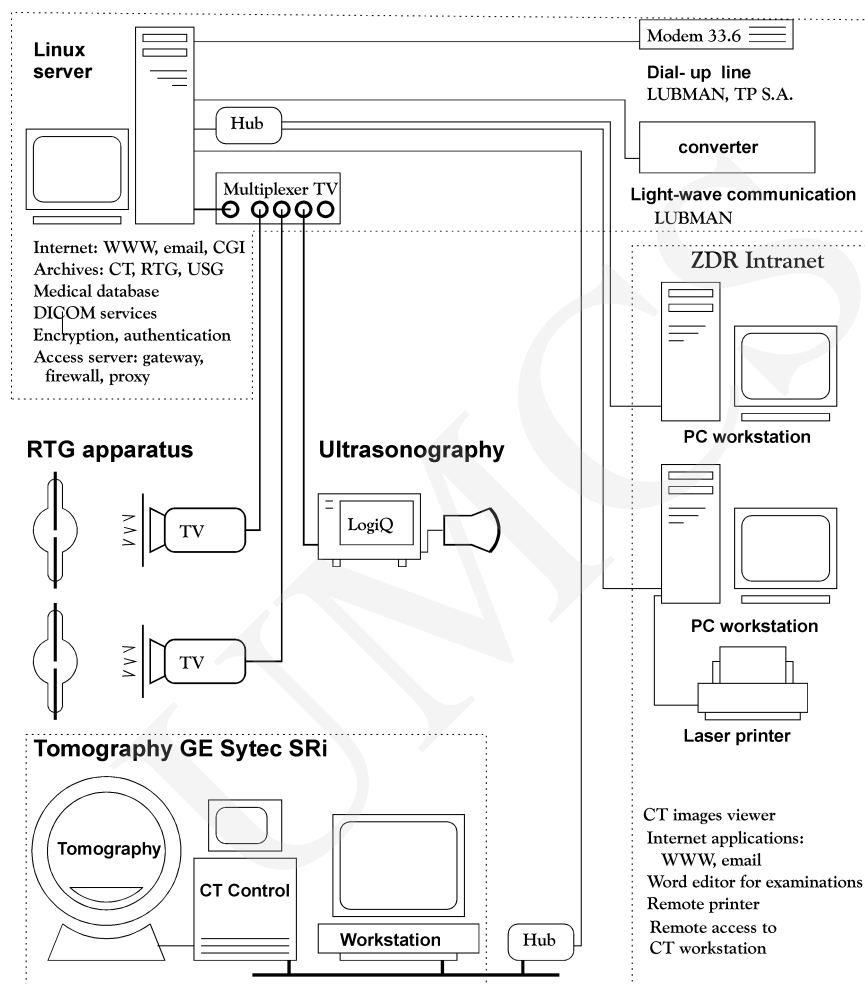 Linux
server
Modem 33.6
Dial- up line
LUBMAN, TP S.A.
Hub
converter
Multiplexer TV
Light-wave communication
LUBMAN
Internet: WWW, email, CGI
Archives: CT, RTG, USG
Medical database
DICOM services
Encryption, authentication
Access server: gateway,
firewall, proxy
ZDR Intranet
PC workstation
RTG apparatus
Ultrasonography
TV
LogiQ
PC workstation
TV
Laser printer
Tomography GE Sytec SRi
Tomography
CT Control
Workstation
Hub
CT images viewer
Internet applications:
WWW, email
Word editor for examinations
Remote printer
Remote access to
CT workstation
UMCS